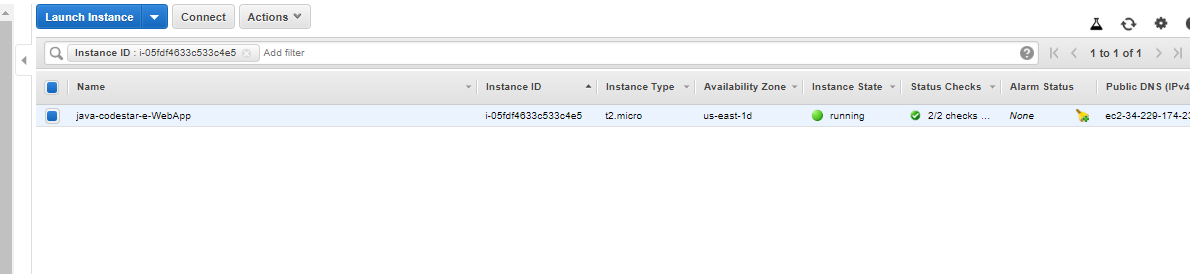 Launch Instance Connect Actions
Instance ID : i-05fdf4633c533c4e5 Add filter 1 to 1 of 1
Name Instance ID Instance Type Availability Zone Instance State Status Checks Alarm Status Public DNS (IPv4
java-codestar-e-WebApp i-05fdf4633c533c4e5 t2.micro us-east-1d running 2/2 checks ... None ec2-34-229-174-23